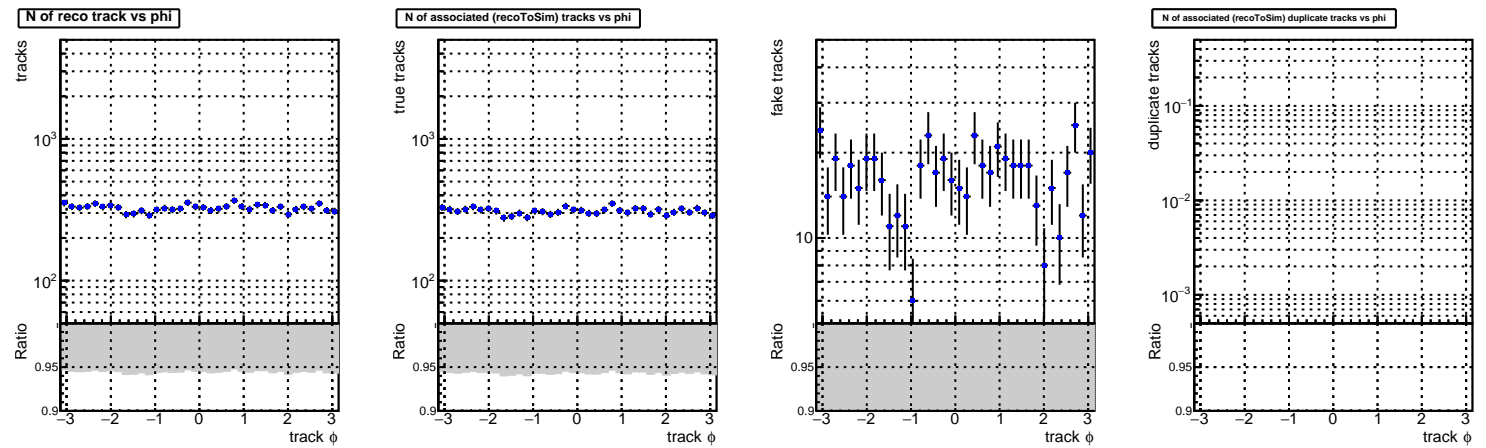 N of reco track vs phi
tracks
10³
10²
Ratio
0.95
0.9
−3 −2 −1 0 1 2 3
track ϕ
N of associated (recoToSim) tracks vs phi
true tracks
10³
10²
Ratio
0.95
0.9
−3 −2 −1 0 1 2 3
track ϕ
fake tracks
10
Ratio
0.95
0.9
−3 −2 −1 0 1 2 3
track ϕ
N of associated (recoToSim) duplicate tracks vs phi
duplicate tracks
10⁻¹
10⁻²
10⁻³
Ratio
0.95
0.9
−3 −2 −1 0 1 2 3
track ϕ